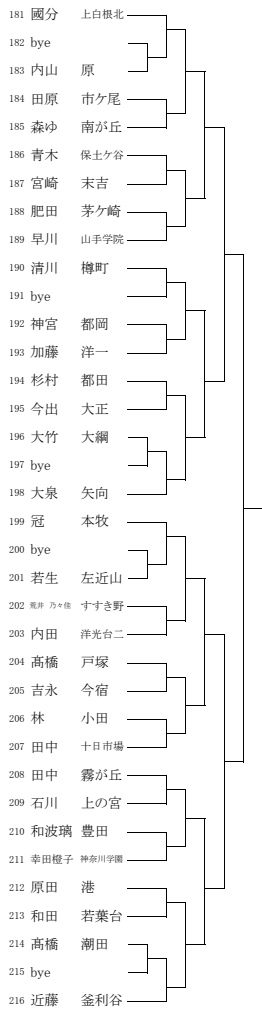 181 國分 上白根北
182 bye
183 内山 原
184 田原 市ケ尾
185 森ゆ 南が丘
186 青木 保土ケ谷
187 宮崎 末吉
188 肥田 茅ケ崎
189 早川 山手学院
190 清川 樽町
191 bye
192 神宮 都岡
193 加藤 洋一
194 杉村 都田
195 今出 大正
196 大竹 大綱
197 bye
198 大泉 矢向
199 冠 本牧
200 bye
201 若生 左近山
202 荒井 乃々佳 すすき野
203 内田 洋光台二
204 髙橋 戸塚
205 吉永 今宿
206 林 小田
207 田中 十日市場
208 田中 霧が丘
209 石川 上の宮
210 和波璃 豊田
211 幸田橙子 神奈川学園
212 原田 港
213 和田 若葉台
214 髙橋 潮田
215 bye
216 近藤 釜利谷